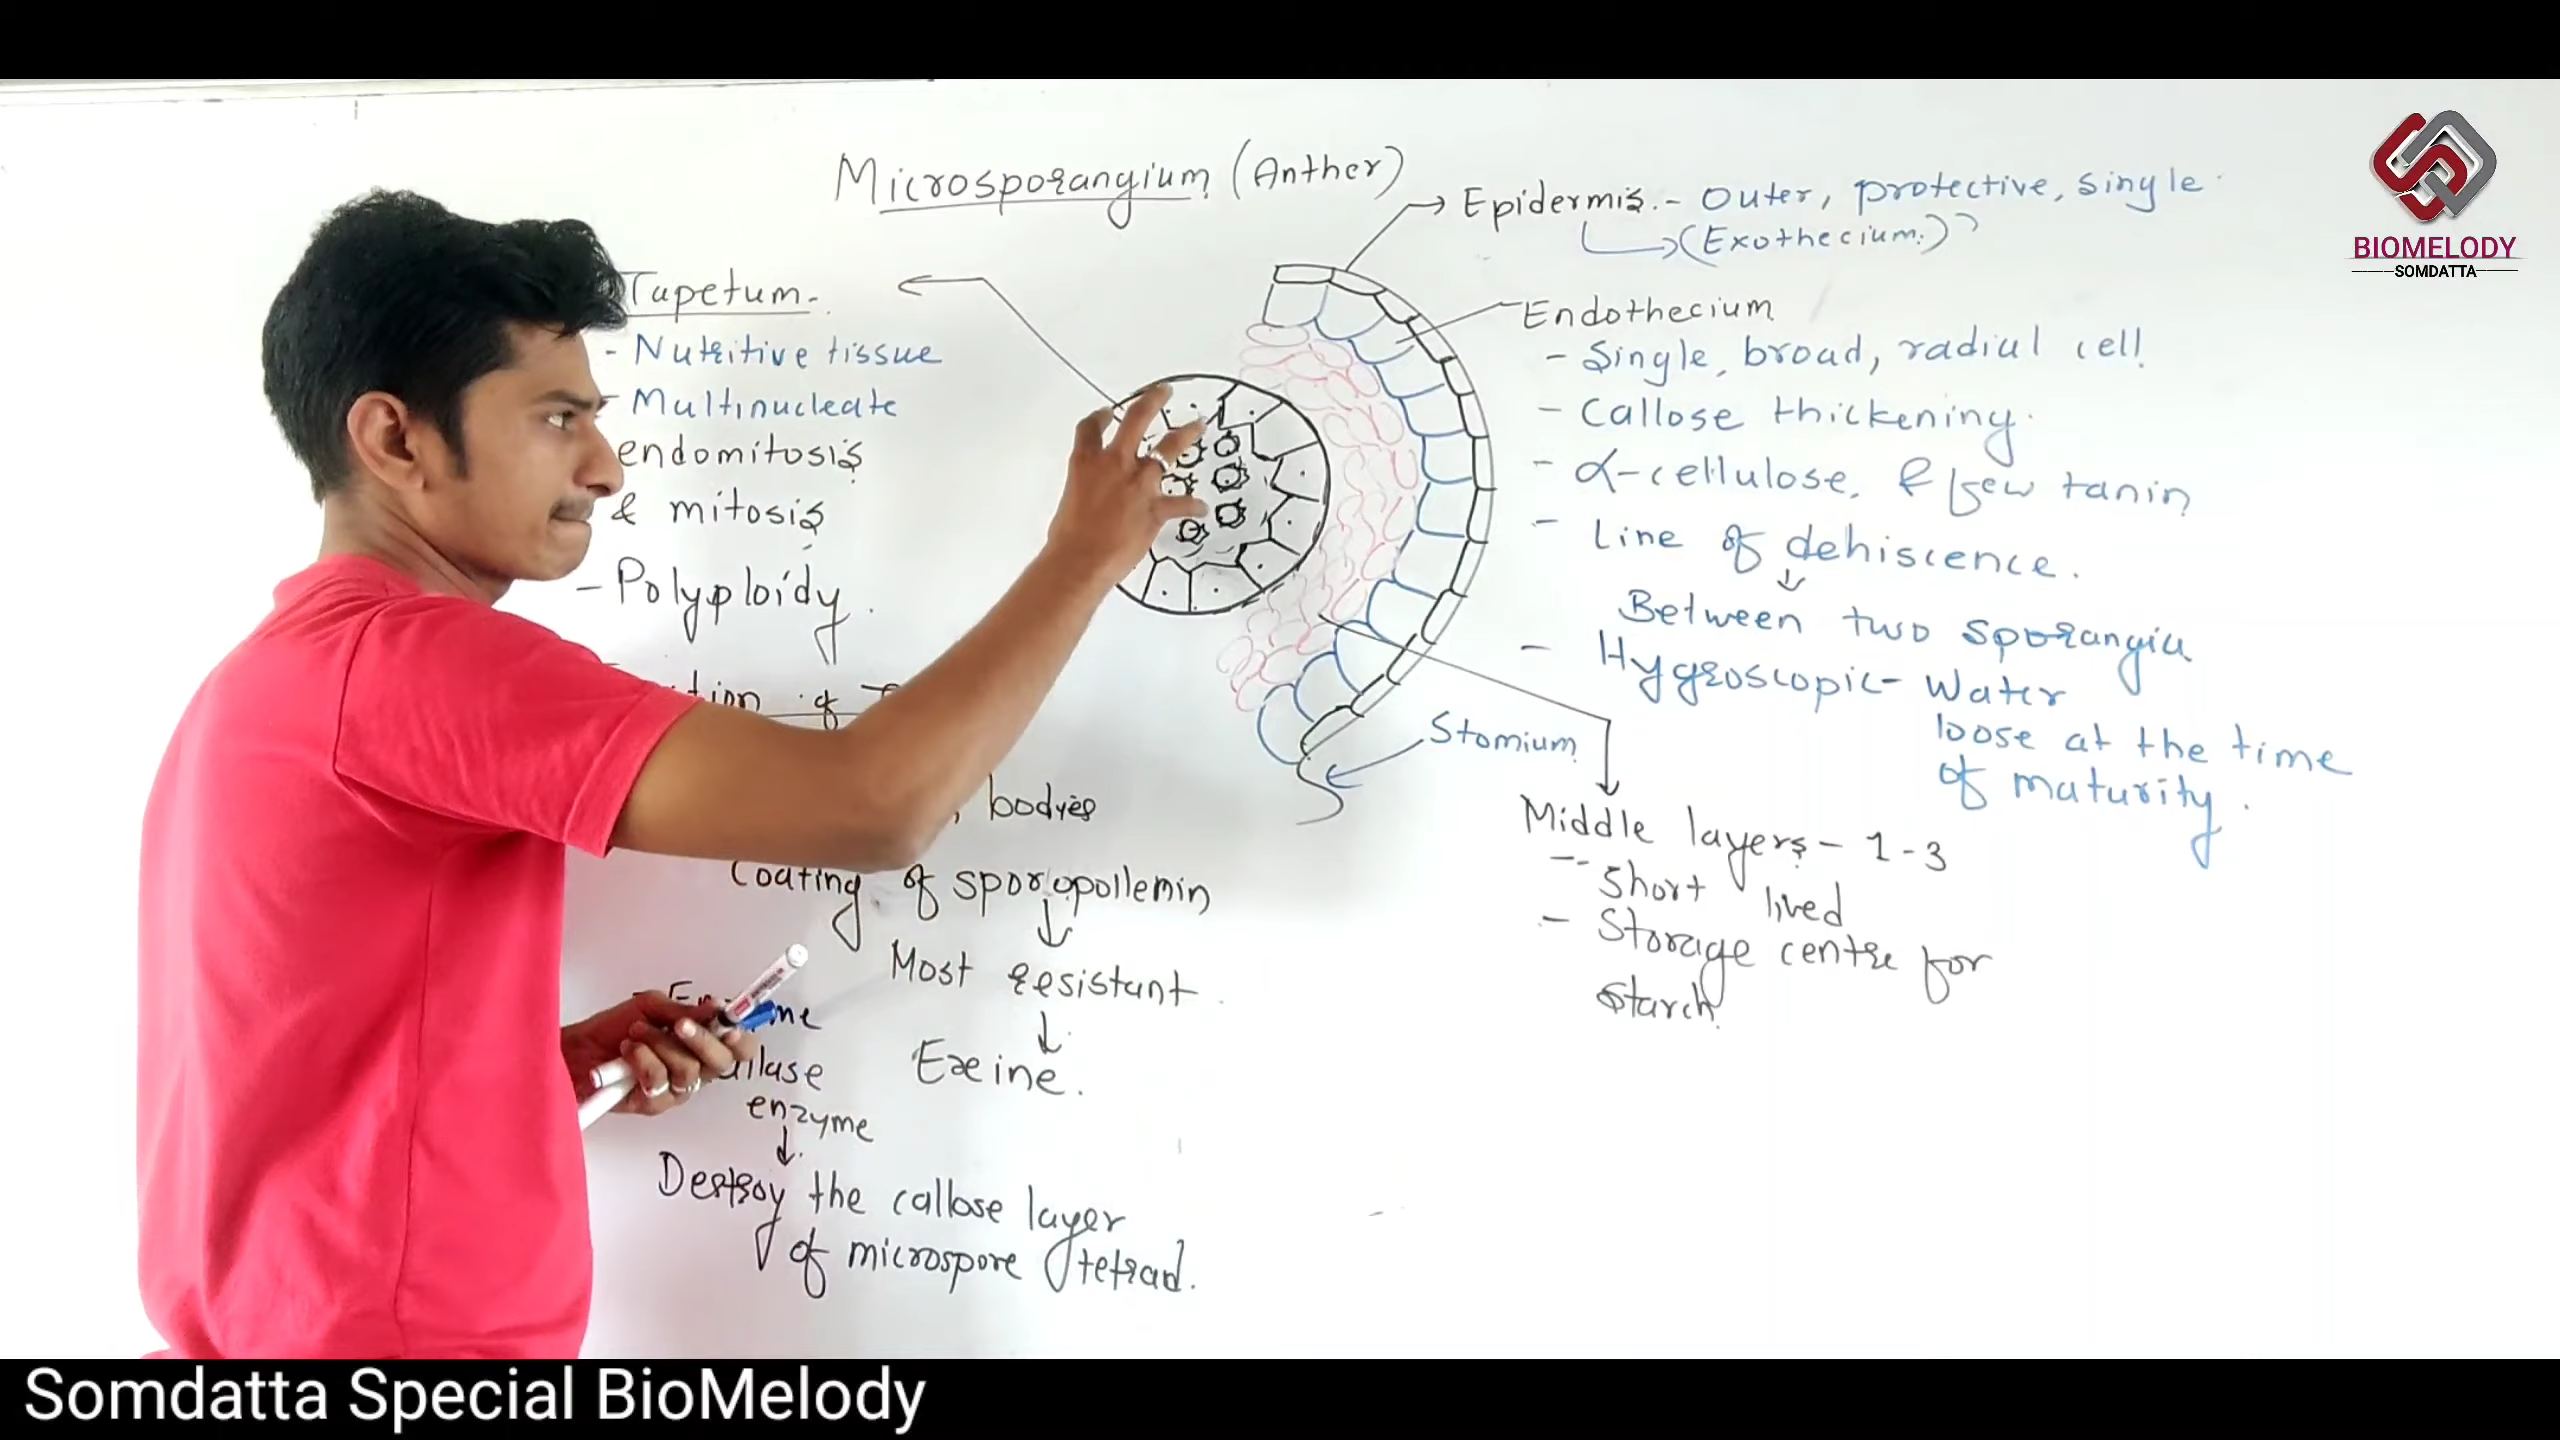 Microsporangium (Anther)
Tapetum.
- Nutritive tissue
- Multinucleate
endomitosis
& mitosis
- Polyploidy.
of
bodies
Coating of sporopollenin
Most resistant
Exine.
enzyme
Destroy the callose layer
of microspore tetrad.
Epidermis. - Outer, protective, single
(Exothecium.)
Endothecium
- Single, broad, radial cell
- Callose thickening.
- α-cellulose, & few tanin
- Line of dehiscence.
Between two sporangia
- Hygroscopic - Water
loose at the time
of maturity.
Stomium
Middle layers - 1-3
- Short lived
- Storage centre for
starch
BIOMELODY
SOMDATTA
Somdatta Special BioMelody